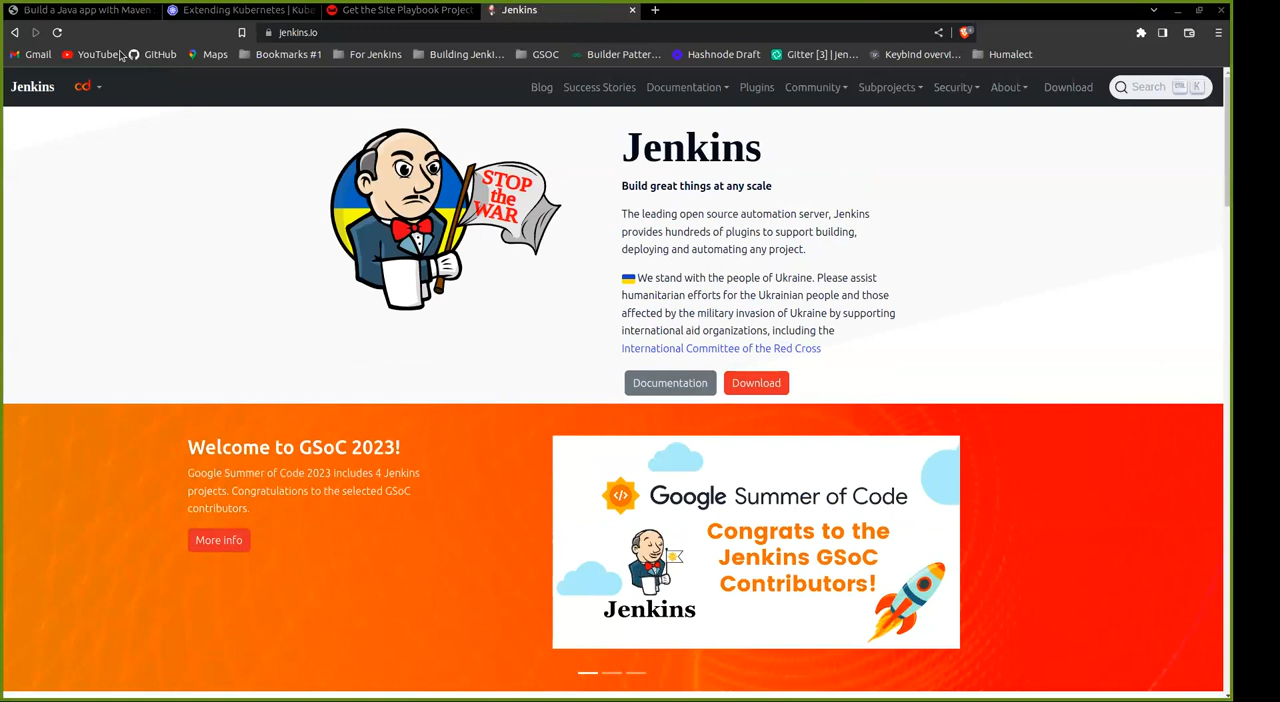 Build a Java app with Maven
Extending Kubernetes | Kube
Get the Site Playbook Project
Jenkins
jenkins.io
Gmail
YouTube
GitHub
Maps
Bookmarks #1
For Jenkins
Building Jenki...
GSOC
Builder Patter...
Hashnode Draft
Gitter [3] | Jen...
Keybind overvi...
Humalect
Jenkins
cd
Blog
Success Stories
Documentation
Plugins
Community
Subprojects
Security
About
Download
Search
CTRL
K
STOP
the
WAR
Jenkins
Build great things at any scale
The leading open source automation server, Jenkins
provides hundreds of plugins to support building,
deploying and automating any project.
We stand with the people of Ukraine. Please assist
humanitarian efforts for the Ukrainian people and those
affected by the military invasion of Ukraine by supporting
international aid organizations, including the
International Committee of the Red Cross
Documentation
Download
Welcome to GSoC 2023!
Google Summer of Code 2023 includes 4 Jenkins
projects. Congratulations to the selected GSoC
contributors.
More info
Google Summer of Code
Congrats to the
Jenkins GSoC
Contributors!
Jenkins